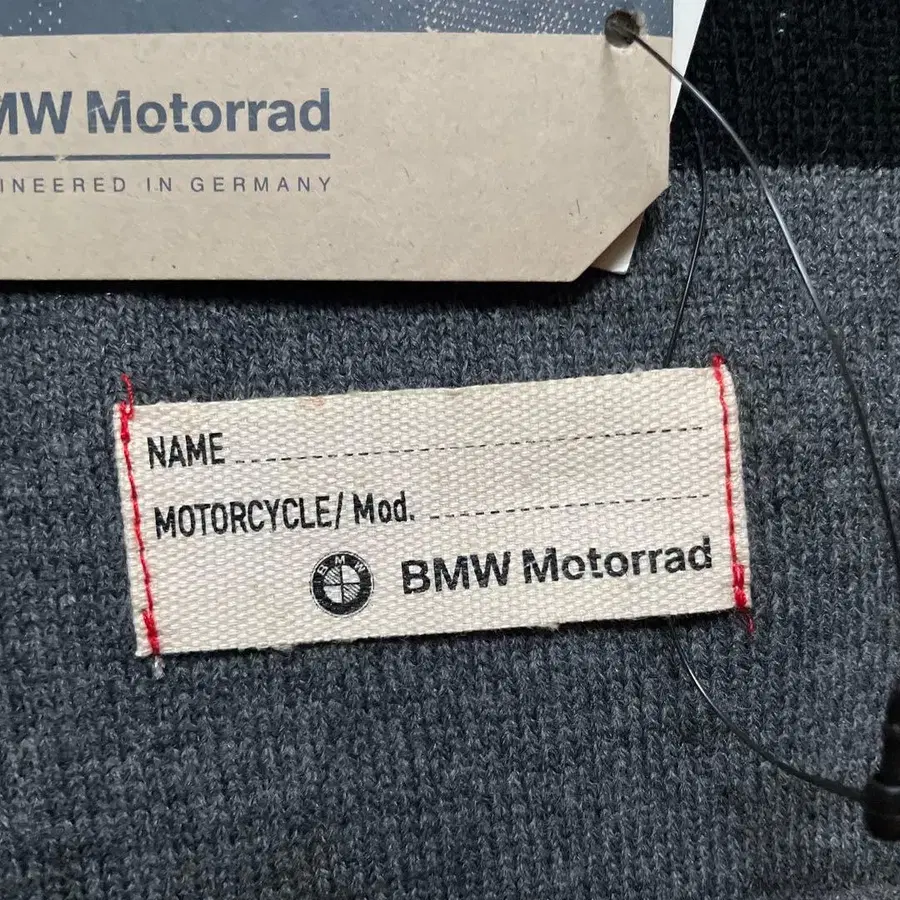 MW Motorrad
INEERED IN GERMANY
NAME
MOTORCYCLE/ Mod.
BMW
BMW Motorrad